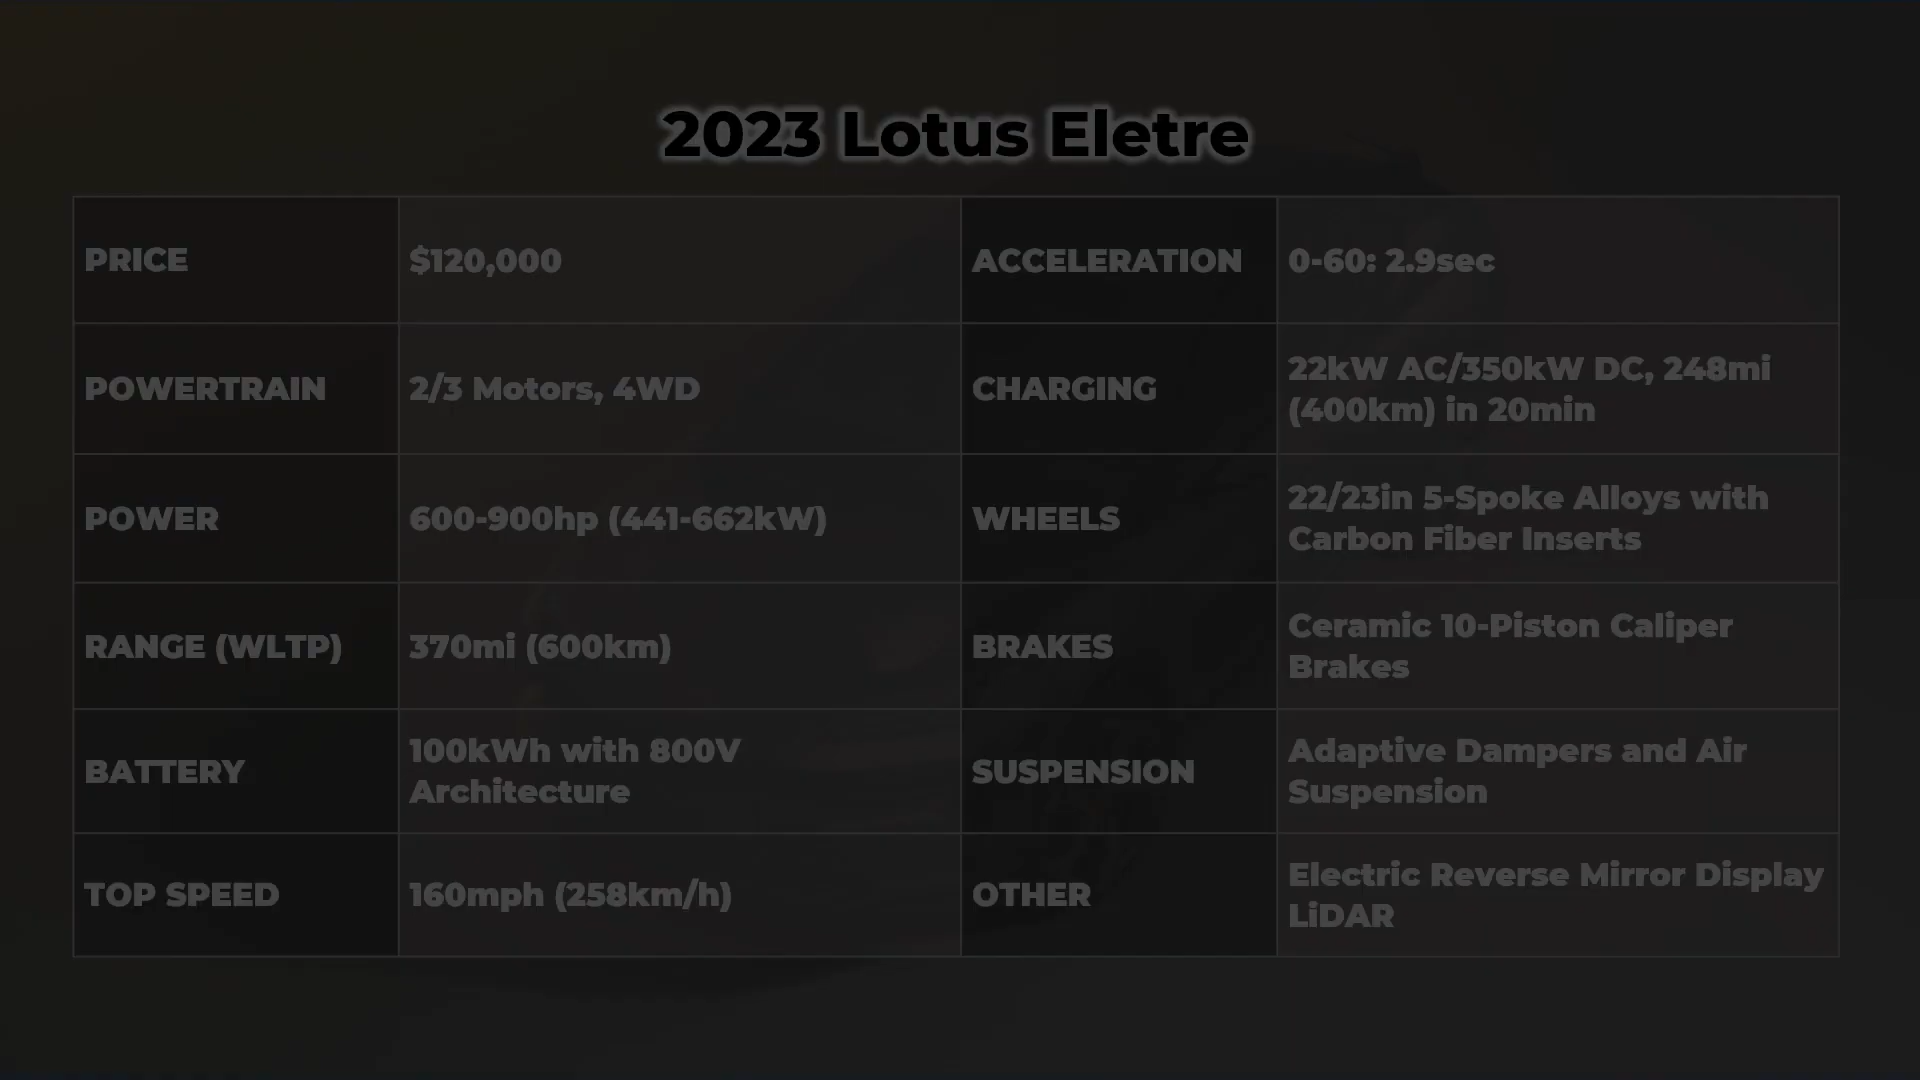 2023 Lotus Eletre
PRICE
$120,000
ACCELERATION
0-60: 2.9sec
POWERTRAIN
2/3 Motors, 4WD
CHARGING
22kW AC/350kW DC, 248mi
(400km) in 20min
POWER
600-900hp (441-662kW)
WHEELS
22/23in 5-Spoke Alloys with
Carbon Fiber Inserts
RANGE (WLTP)
370mi (600km)
BRAKES
Ceramic 10-Piston Caliper
Brakes
BATTERY
100kWh with 800V
Architecture
SUSPENSION
Adaptive Dampers and Air
Suspension
TOP SPEED
160mph (258km/h)
OTHER
Electric Reverse Mirror Display
LiDAR